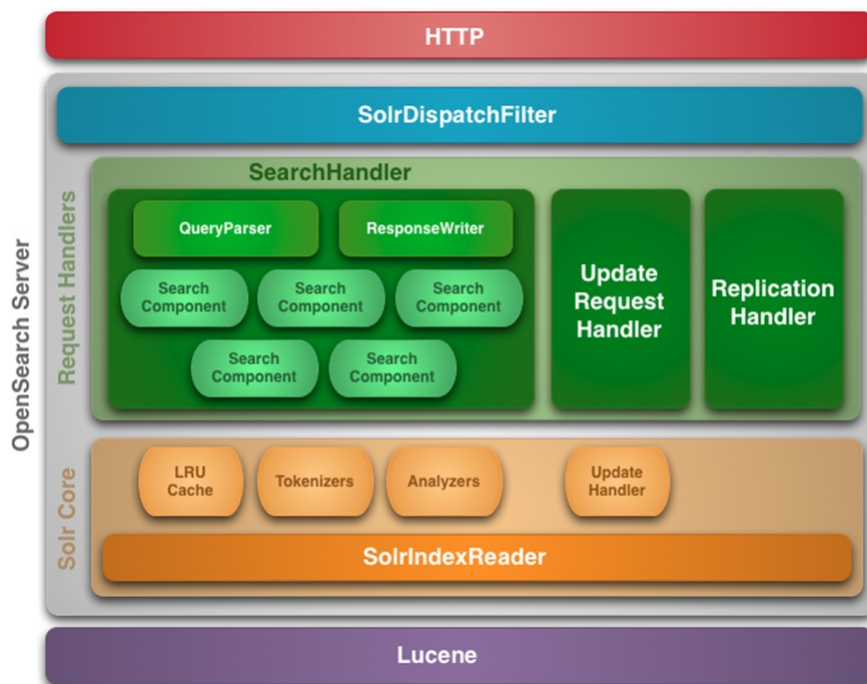 HTTP
OpenSearch Server
SolrDispatchFilter
Request Handlers
SearchHandler
QueryParser
ResponseWriter
Search
Component
Search
Component
Search
Component
Search
Component
Search
Component
Update
Request
Handler
Replication
Handler
Solr Core
LRU
Cache
Tokenizers
Analyzers
Update
Handler
SolrIndexReader
Lucene